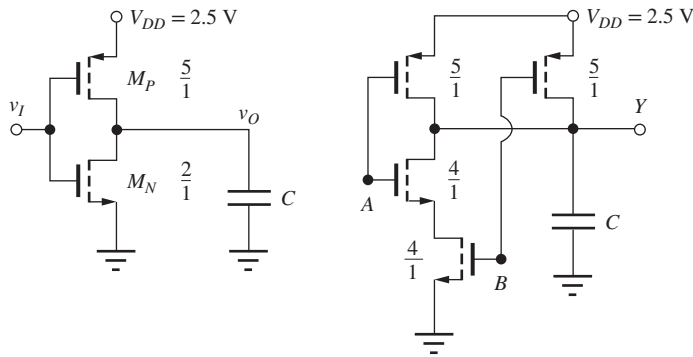 V_DD = 2.5 V
M_P 5/1
v_I
v_O
M_N 2/1
C
V_DD = 2.5 V
5/1
5/1
Y
4/1
A
C
4/1
B